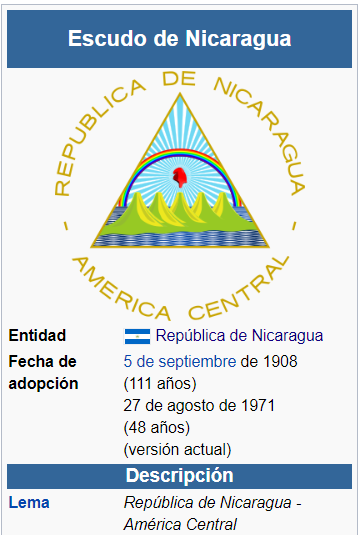 Escudo de Nicaragua
REPUBLICA DE NICARAGUA
- AMERICA CENTRAL -
Entidad República de Nicaragua
Fecha de adopción 5 de septiembre de 1908
(111 años)
27 de agosto de 1971
(48 años)
(versión actual)
Descripción
Lema República de Nicaragua -
América Central